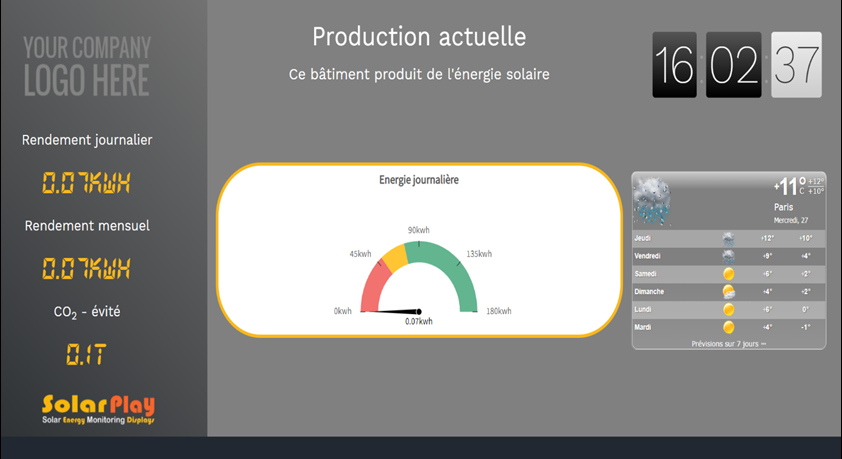 YOUR COMPANY
LOGO HERE
Rendement journalier
0.07KWH
Rendement mensuel
0.07KWH
CO₂ - évité
0.1T
SolarPlay
Solar Energy Monitoring Displays
Production actuelle
Ce bâtiment produit de l'énergie solaire
16:02:37
Energie journalière
0kwh
45kwh
90kwh
135kwh
180kwh
0.07kwh
+11°C +12° +10°
Paris
Mercredi, 27
Jeudi +12° +10°
Vendredi +9° +4°
Samedi +6° +2°
Dimanche +4° +2°
Lundi +6° 0°
Mardi +4° -1°
Prévisions sur 7 jours